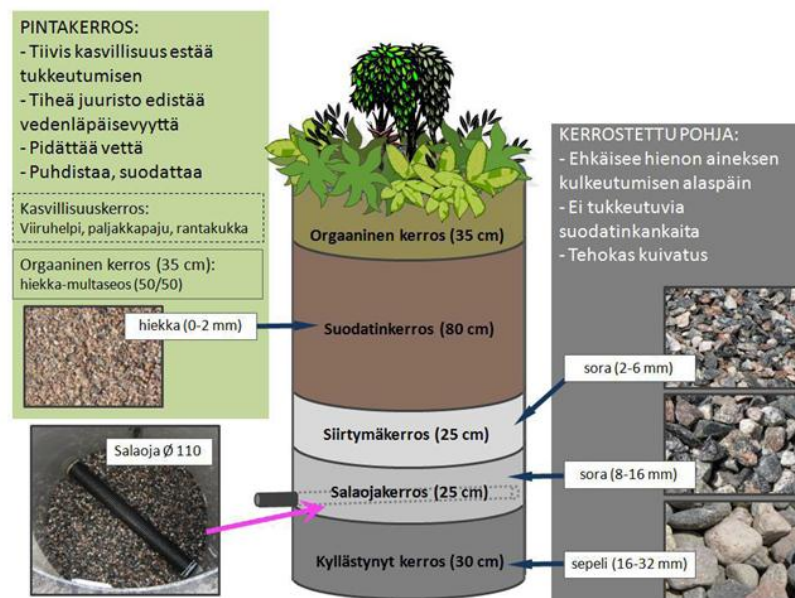 PINTAKERROS:
- Tiivis kasvillisuus estää
tukkeutumisen
- Tiheä juuristo edistää
vedenläpäisevyyttä
- Pidättää vettä
- Puhdistaa, suodattaa
Kasvillisuuskerros:
Viiruhelpi, paljakkapaju, rantakukka
Orgaaninen kerros (35 cm):
hiekka-multaseos (50/50)
hiekka (0-2 mm)
Salaoja Ø 110
Orgaaninen kerros (35 cm)
Suodatinkerros (80 cm)
Siirtymäkerros (25 cm)
Salaojakerros (25 cm)
Kyllästynyt kerros (30 cm)
KERROSTETTU POHJA:
- Ehkäisee hienon aineksen
kulkeutumisen alaspäin
- Ei tukkeutuvia
suodatinkankaita
- Tehokas kuivatus
sora (2-6 mm)
sora (8-16 mm)
sepeli (16-32 mm)